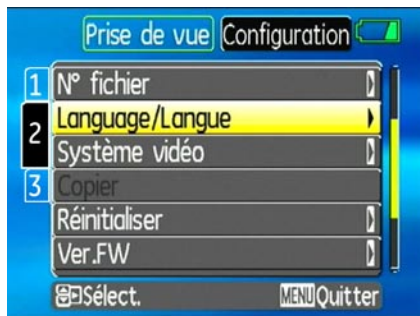 Prise de vue Configuration
1 N° fichier
Language/Langue
2
Système vidéo
3 Copier
Réinitialiser
Ver.FW
Sélect. MENU Quitter